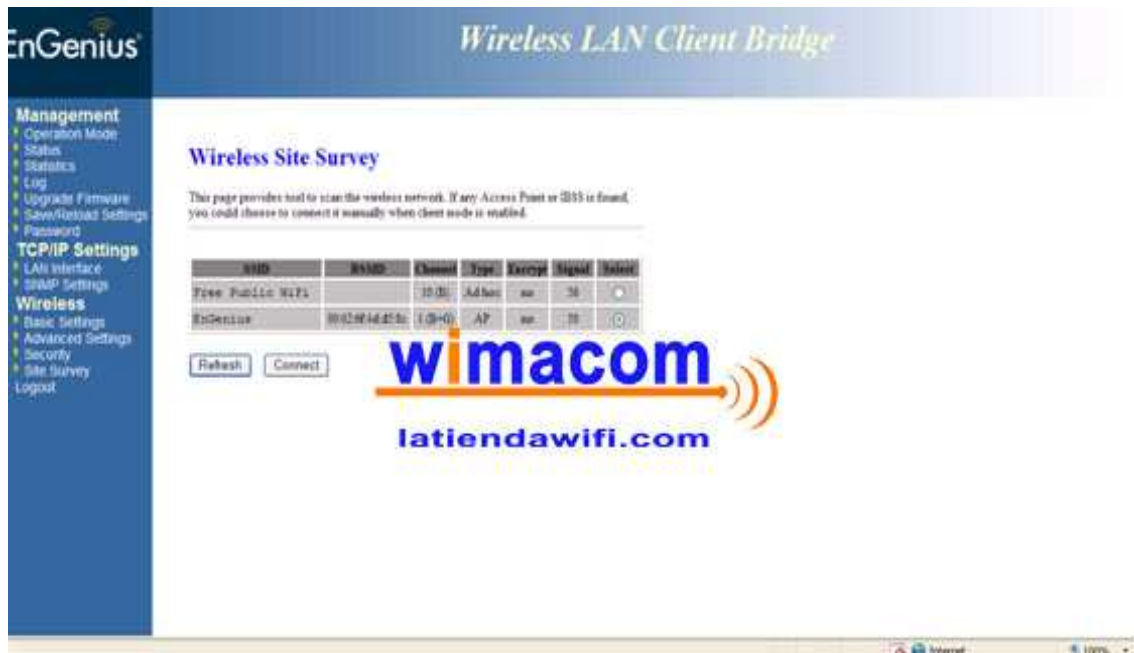 EnGenius
Wireless LAN Client Bridge
Management
Operation Mode
Status
Statistics
Log
Upgrade Firmware
Save/Reload Settings
Password
TCP/IP Settings
LAN Interface
SNMP Settings
Wireless
Basic Settings
Advanced Settings
Security
Site Survey
Logout
Wireless Site Survey
This page provides tool to scan the wireless network. If any Access Point or IBSS is found,
you could choose to connect it manually when client mode is enabled.
SSID BSSID Channel Type Encrypt Signal Select
Free Public WiFi 10 (B) Ad hoc no
EnGenius 1 (B+G) AP no
Refresh Connect
wimacom
latiendawifi.com
Internet 100%